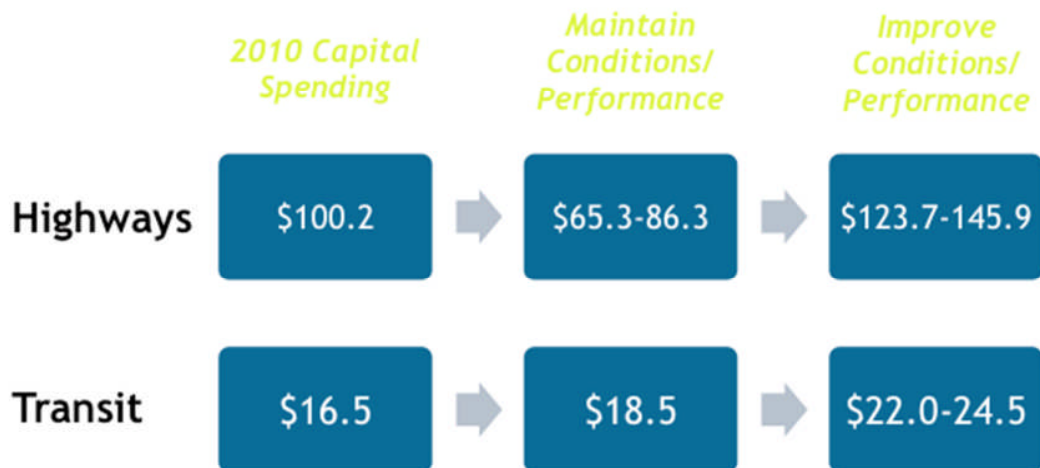 2010 Capital
Spending
Maintain
Conditions/
Performance
Improve
Conditions/
Performance
Highways
$100.2
$65.3-86.3
$123.7-145.9
Transit
$16.5
$18.5
$22.0-24.5